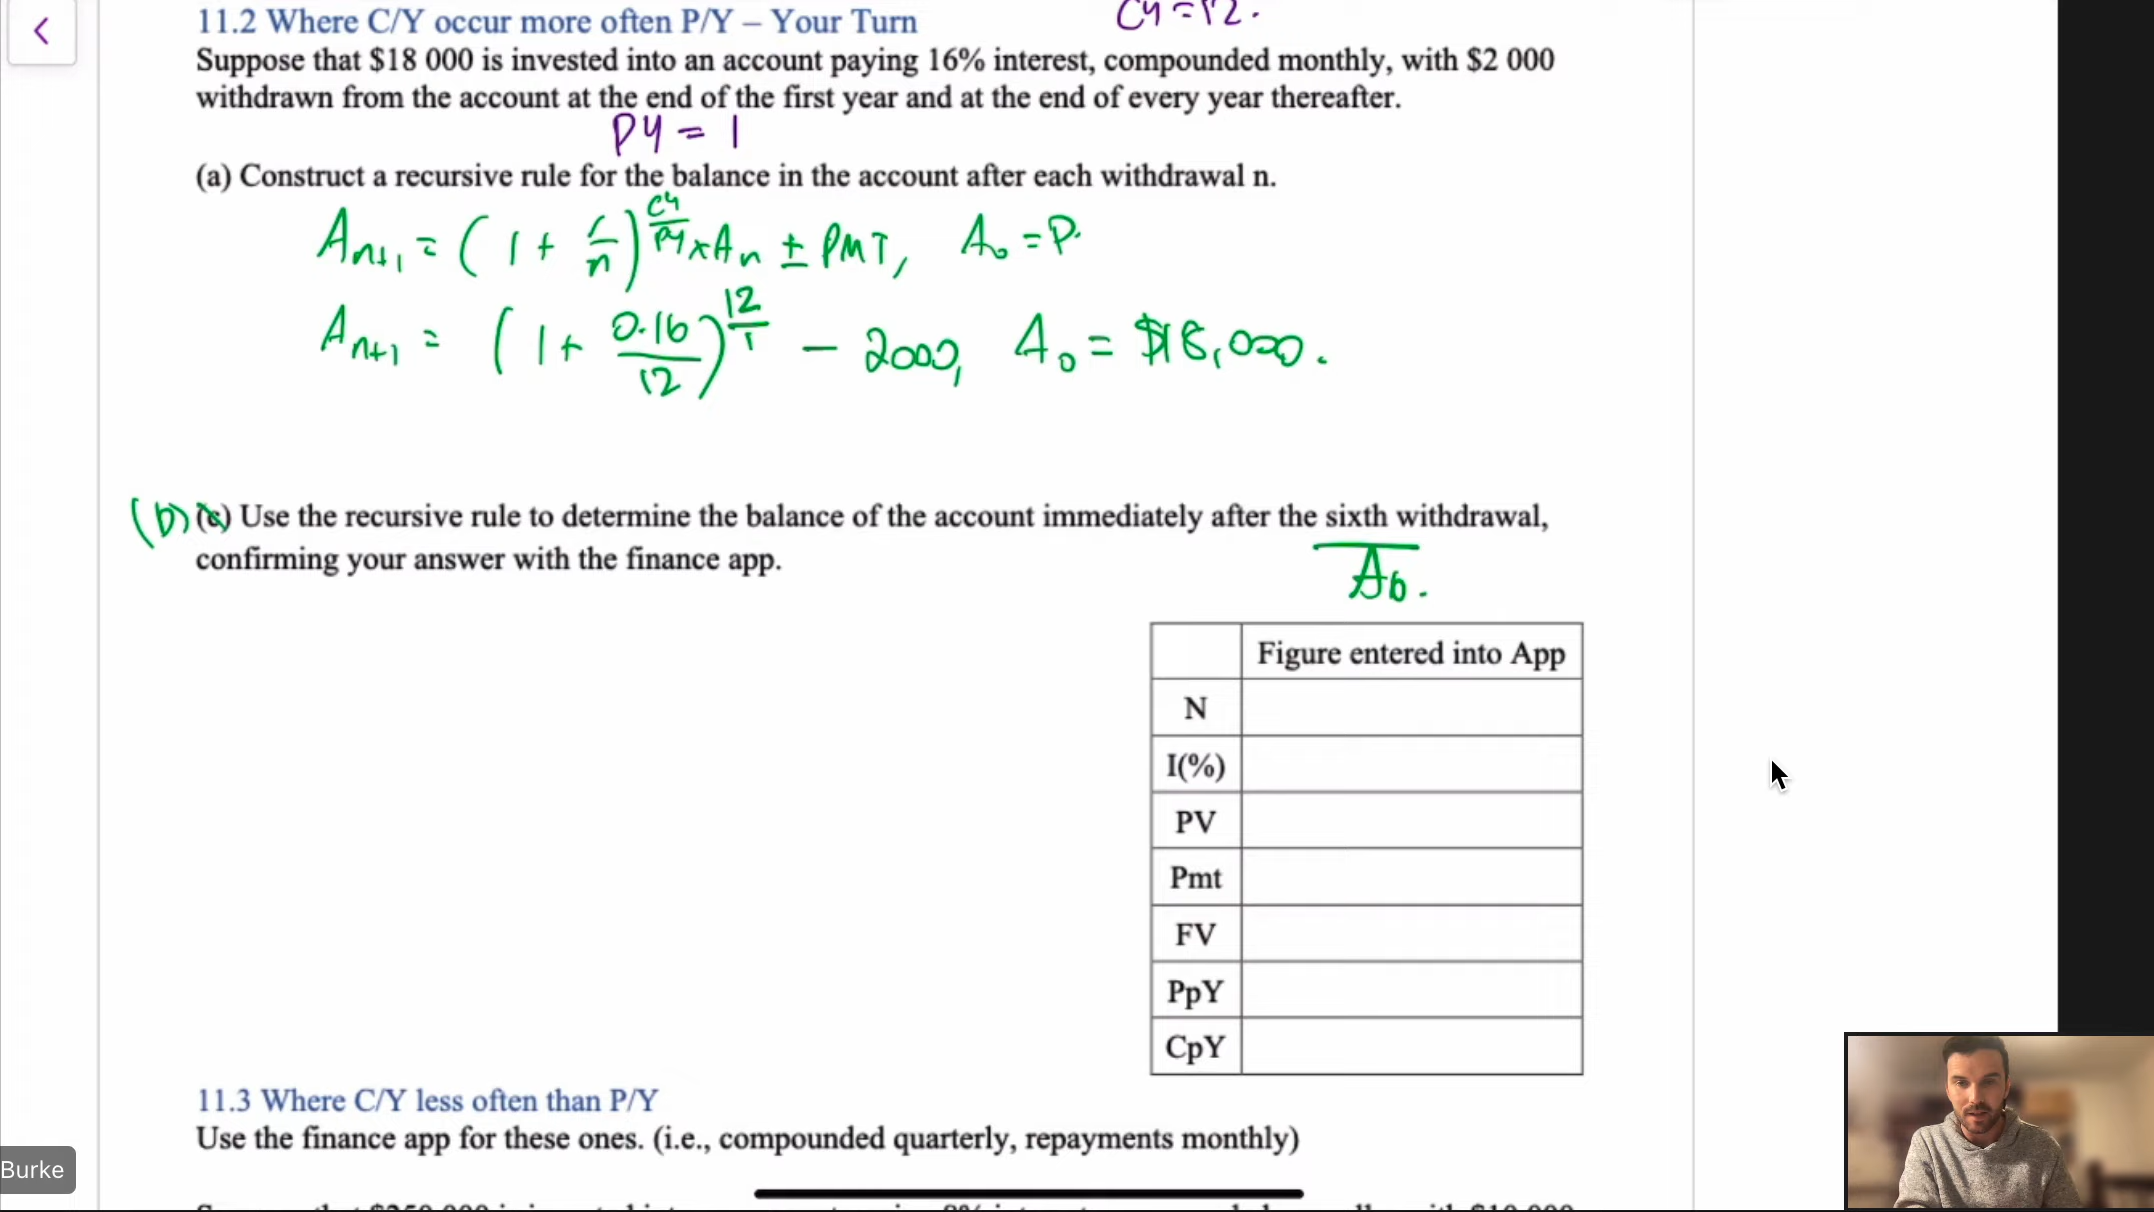 11.2 Where C/Y occur more often P/Y – Your Turn
CY = 12.
Suppose that $18 000 is invested into an account paying 16% interest, compounded monthly, with $2 000
withdrawn from the account at the end of the first year and at the end of every year thereafter.
PY = 1
(a) Construct a recursive rule for the balance in the account after each withdrawal n.
Aₙ₊₁ = (1 + r/n)^(CY/PY) × Aₙ ± PMT, A₀ = P.
Aₙ₊₁ = (1 + 0.16/12)^(12/1) − 2000, A₀ = $18,000.
(b) (c) Use the recursive rule to determine the balance of the account immediately after the sixth withdrawal,
confirming your answer with the finance app.
A₆.
Figure entered into App
N
I(%)
PV
Pmt
FV
PpY
CpY
11.3 Where C/Y less often than P/Y
Use the finance app for these ones. (i.e., compounded quarterly, repayments monthly)
Burke